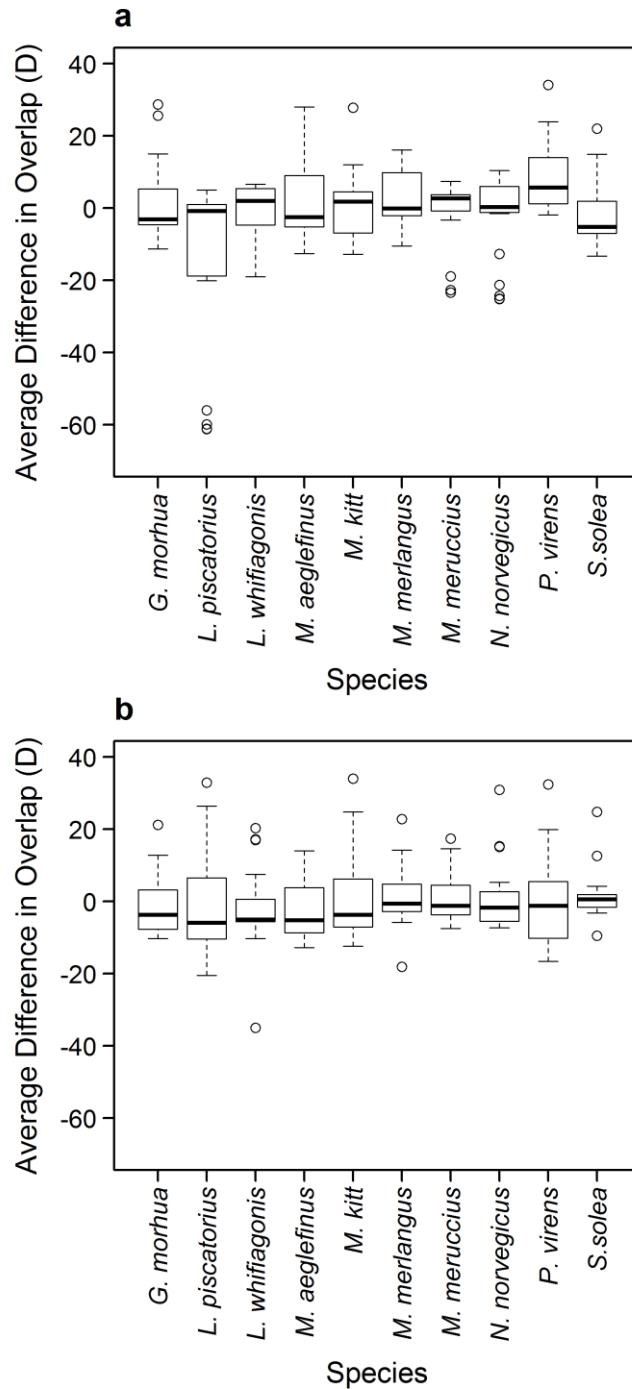 a
Average Difference in Overlap (D)
40
20
0
-20
-40
-60
G. morhua
L. piscatorius
L. whifiagonis
M. aeglefinus
M. kitt
M. merlangus
M. meruccius
N. norvegicus
P. virens
S.solea
Species
b
Average Difference in Overlap (D)
40
20
0
-20
-40
-60
G. morhua
L. piscatorius
L. whifiagonis
M. aeglefinus
M. kitt
M. merlangus
M. meruccius
N. norvegicus
P. virens
S.solea
Species